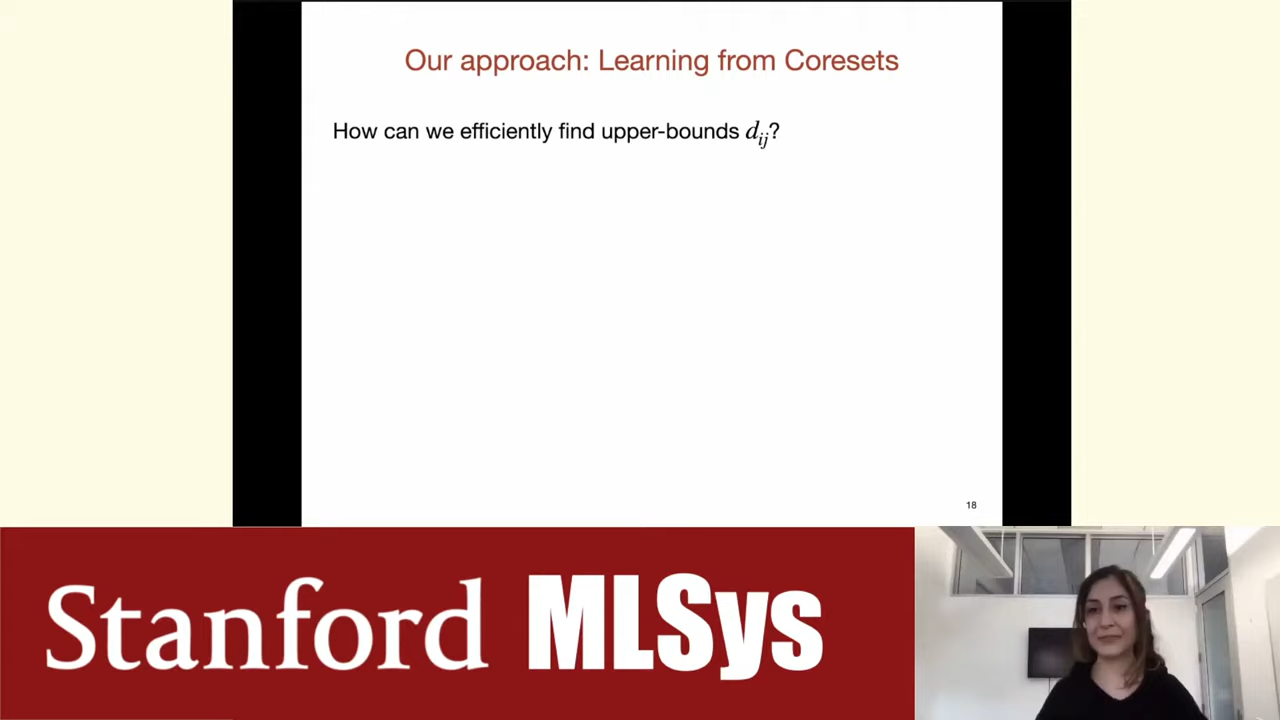 Our approach: Learning from Coresets
How can we efficiently find upper-bounds d_ij?
18
Stanford MLSys